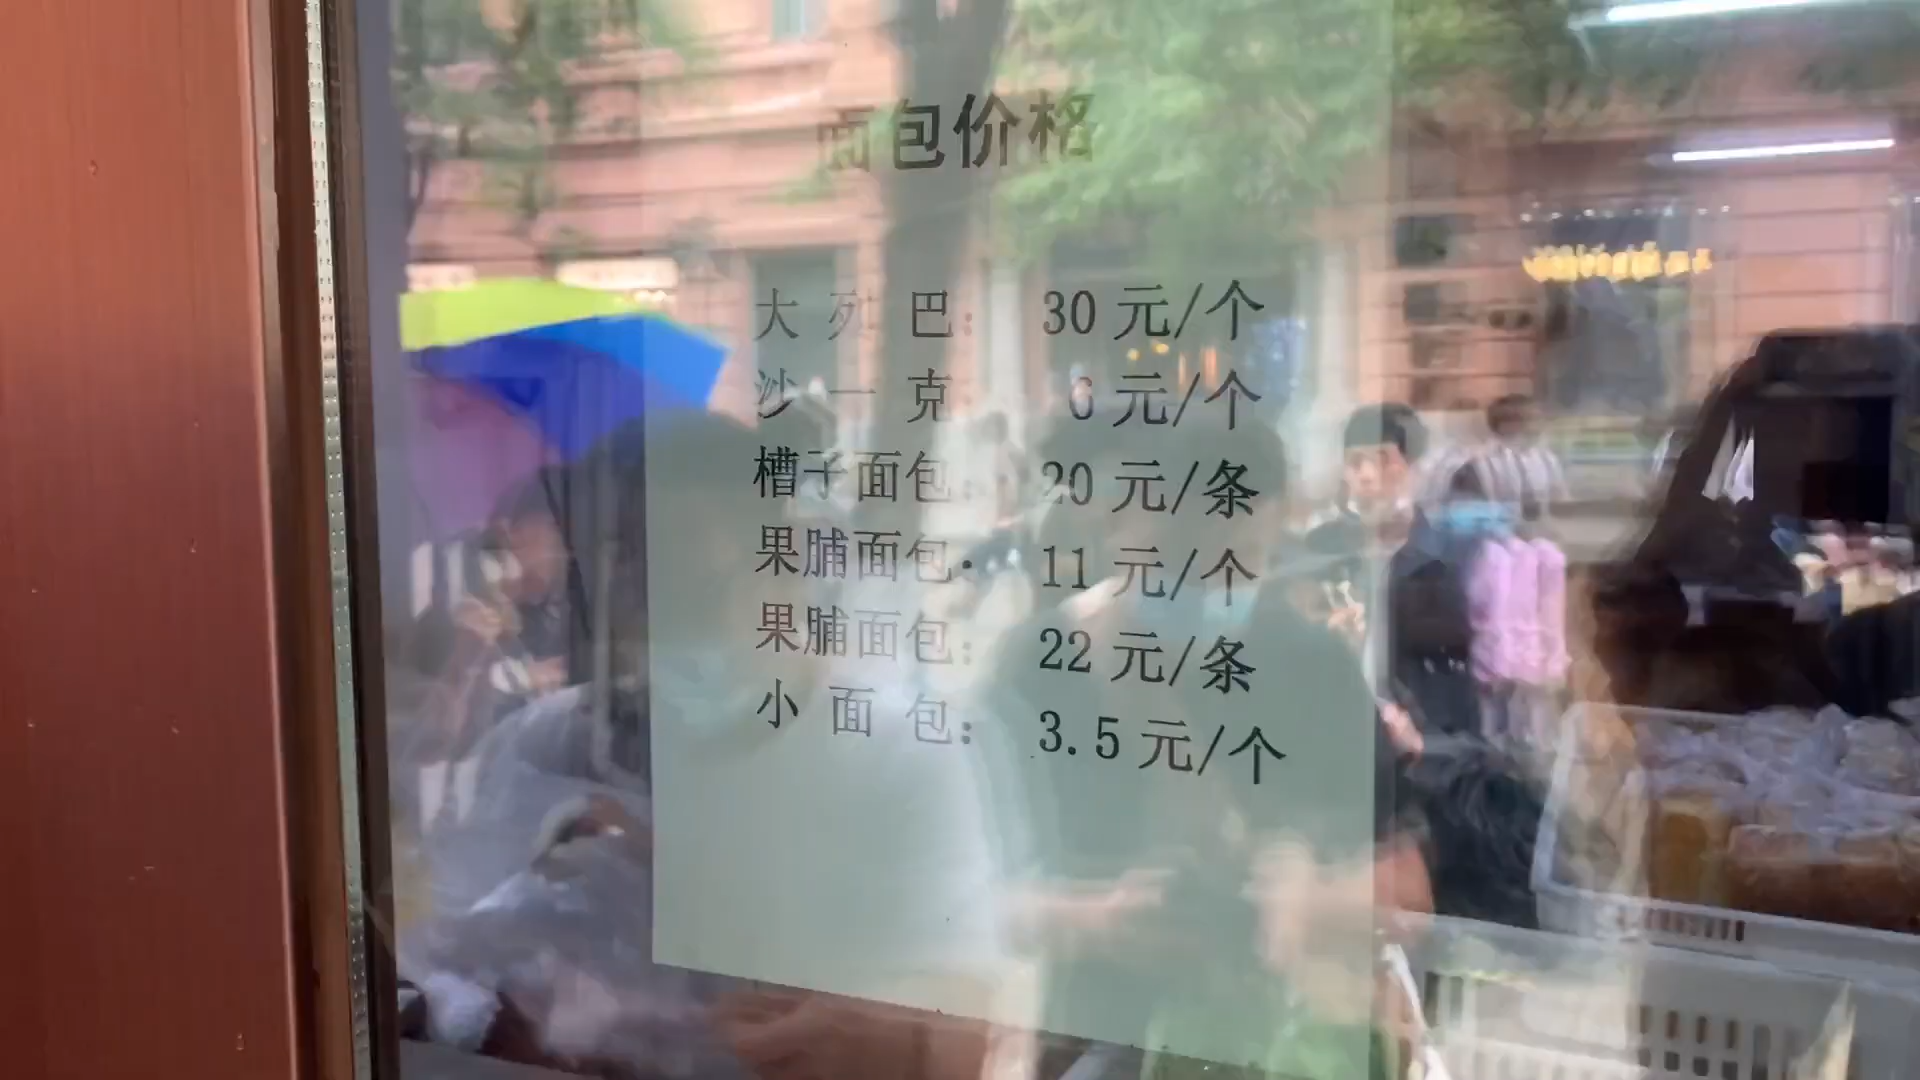 面包价格
大列巴： 30元/个
沙一克 6元/个
槽子面包： 20元/条
果脯面包： 11元/个
果脯面包： 22元/条
小面包： 3.5元/个